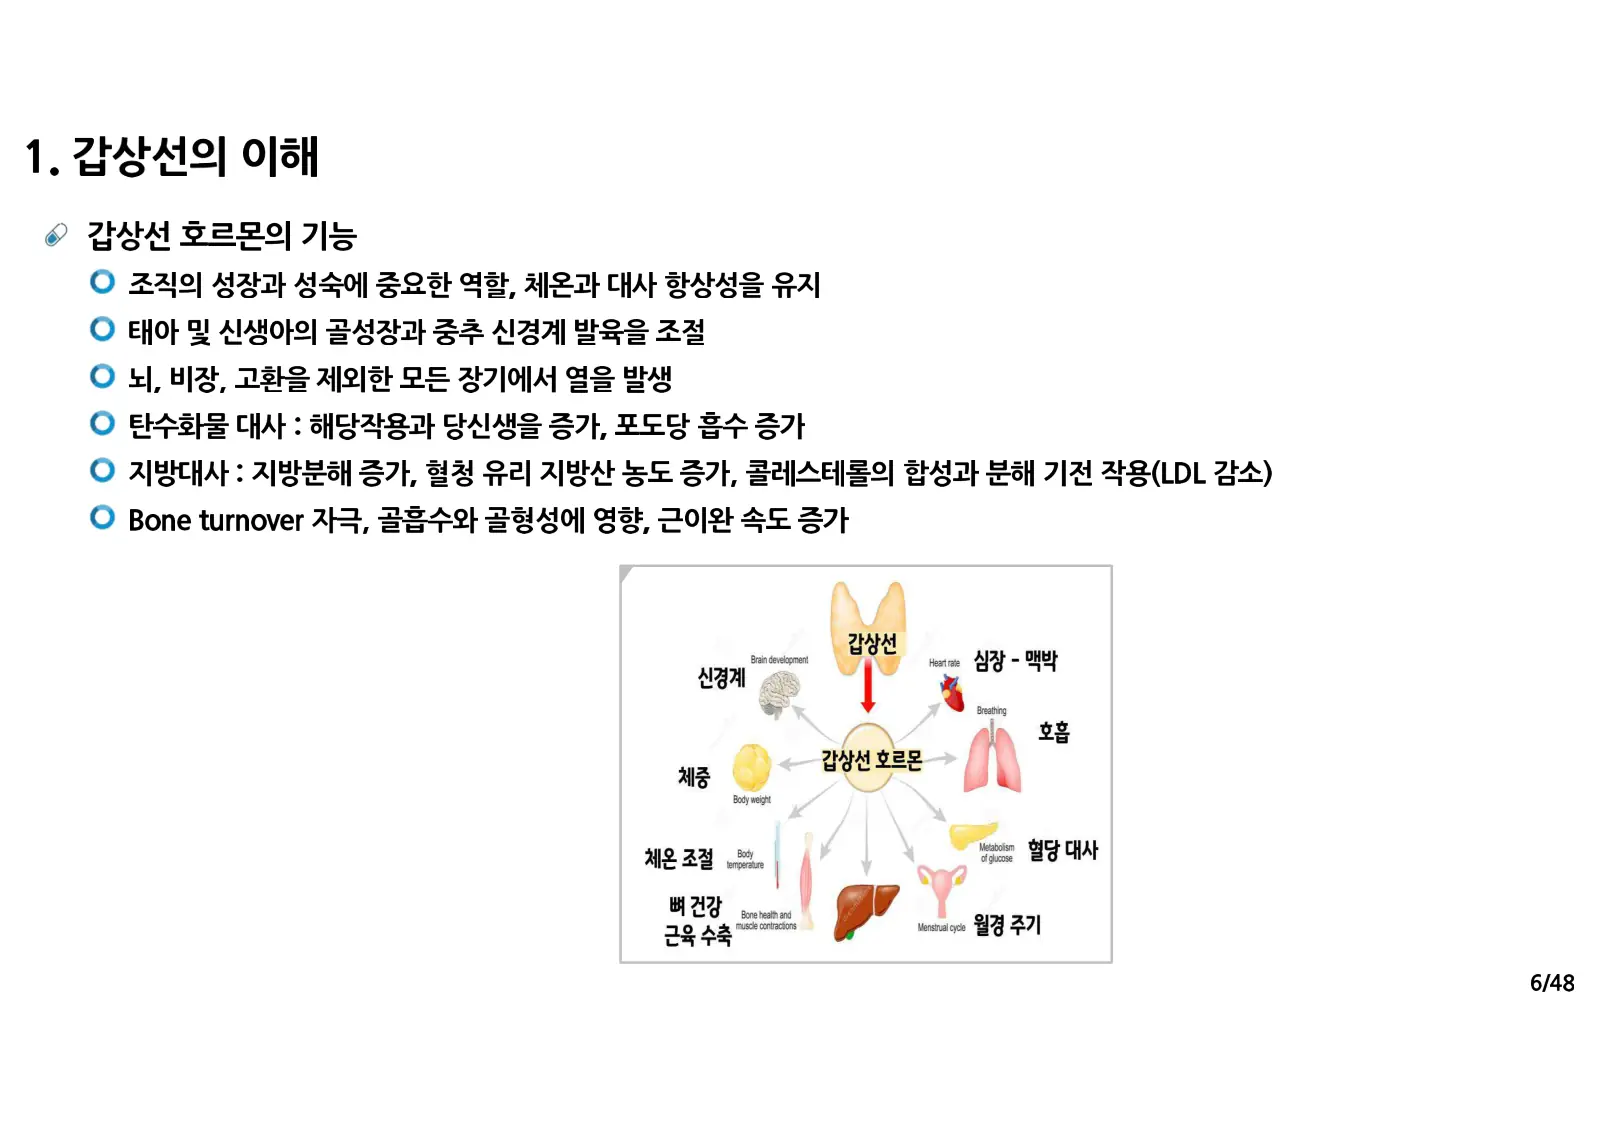 1. 갑상선의 이해
갑상선 호르몬의 기능
조직의 성장과 성숙에 중요한 역할, 체온과 대사 항상성을 유지
태아 및 신생아의 골성장과 중추 신경계 발육을 조절
뇌, 비장, 고환을 제외한 모든 장기에서 열을 발생
탄수화물 대사 : 해당작용과 당신생을 증가, 포도당 흡수 증가
지방대사 : 지방분해 증가, 혈청 유리 지방산 농도 증가, 콜레스테롤의 합성과 분해 기전 작용(LDL 감소)
Bone turnover 자극, 골흡수와 골형성에 영향, 근이완 속도 증가
갑상선
Brain development
신경계
Heart rate
심장 - 맥박
Breathing
호흡
갑상선 호르몬
체중
Body weight
체온 조절
Body
temperature
Metabolism
of glucose
혈당 대사
뼈 건강
근육 수축
Bone health and
muscle contractions
Menstrual cycle
월경 주기
6/48